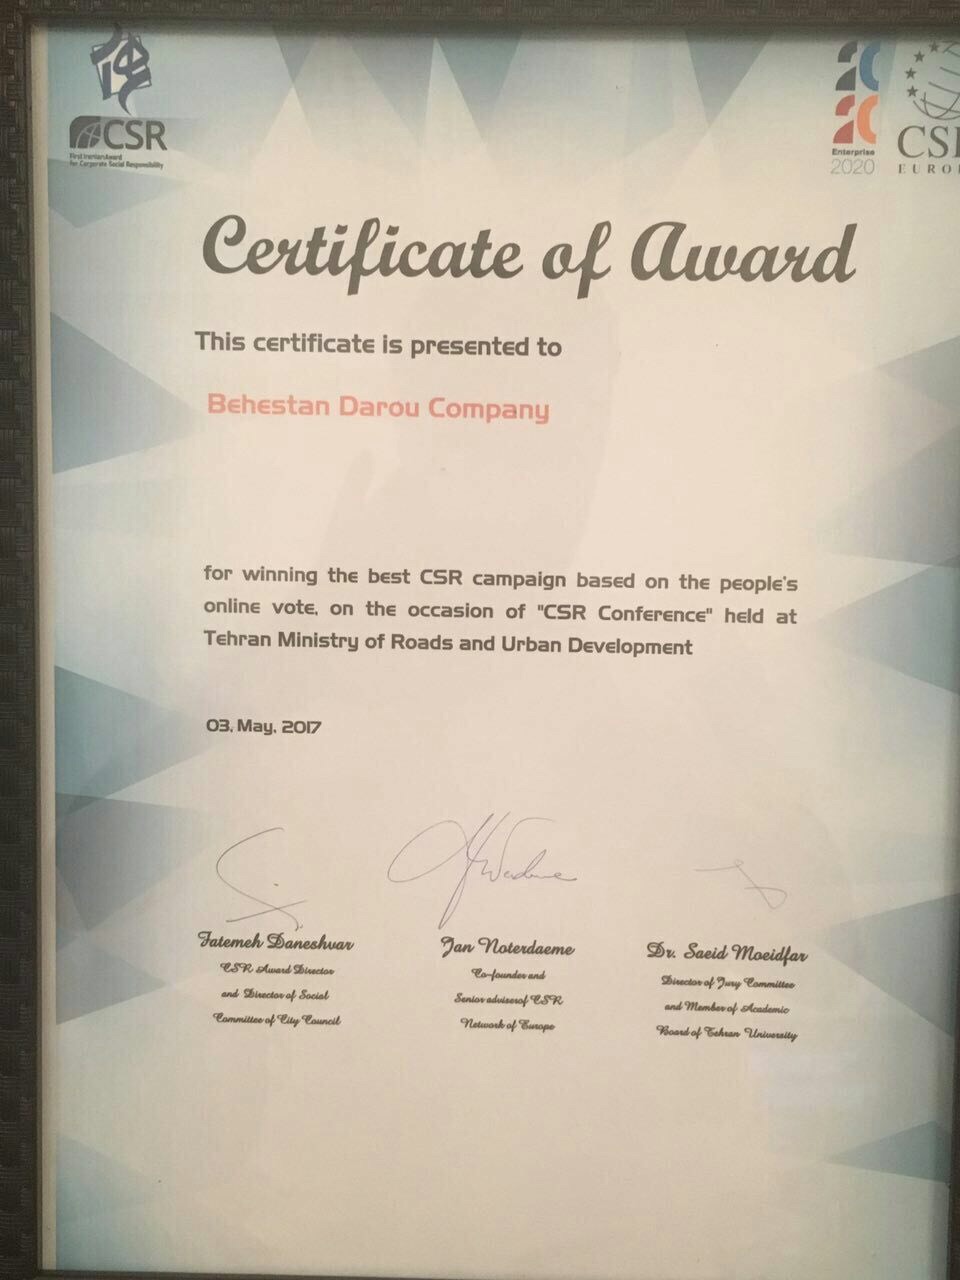 CSR
First Iranian Award
for Corporate Social Responsibility
2020
Enterprise
2020
CS
EURO
Certificate of Award
This certificate is presented to
Behestan Darou Company
for winning the best CSR campaign based on the people's
online vote, on the occasion of "CSR Conference" held at
Tehran Ministry of Roads and Urban Development
03, May, 2017
Fatemeh Daneshvar
CSR Award Director
and Director of Social
Committee of City Council
Jan Noterdaeme
Co-founder and
Senior adviserof CSR
Network of Europe
Dr. Saeid Moeidfar
Director of Jury Committee
and Member of Academic
Board of Tehran University